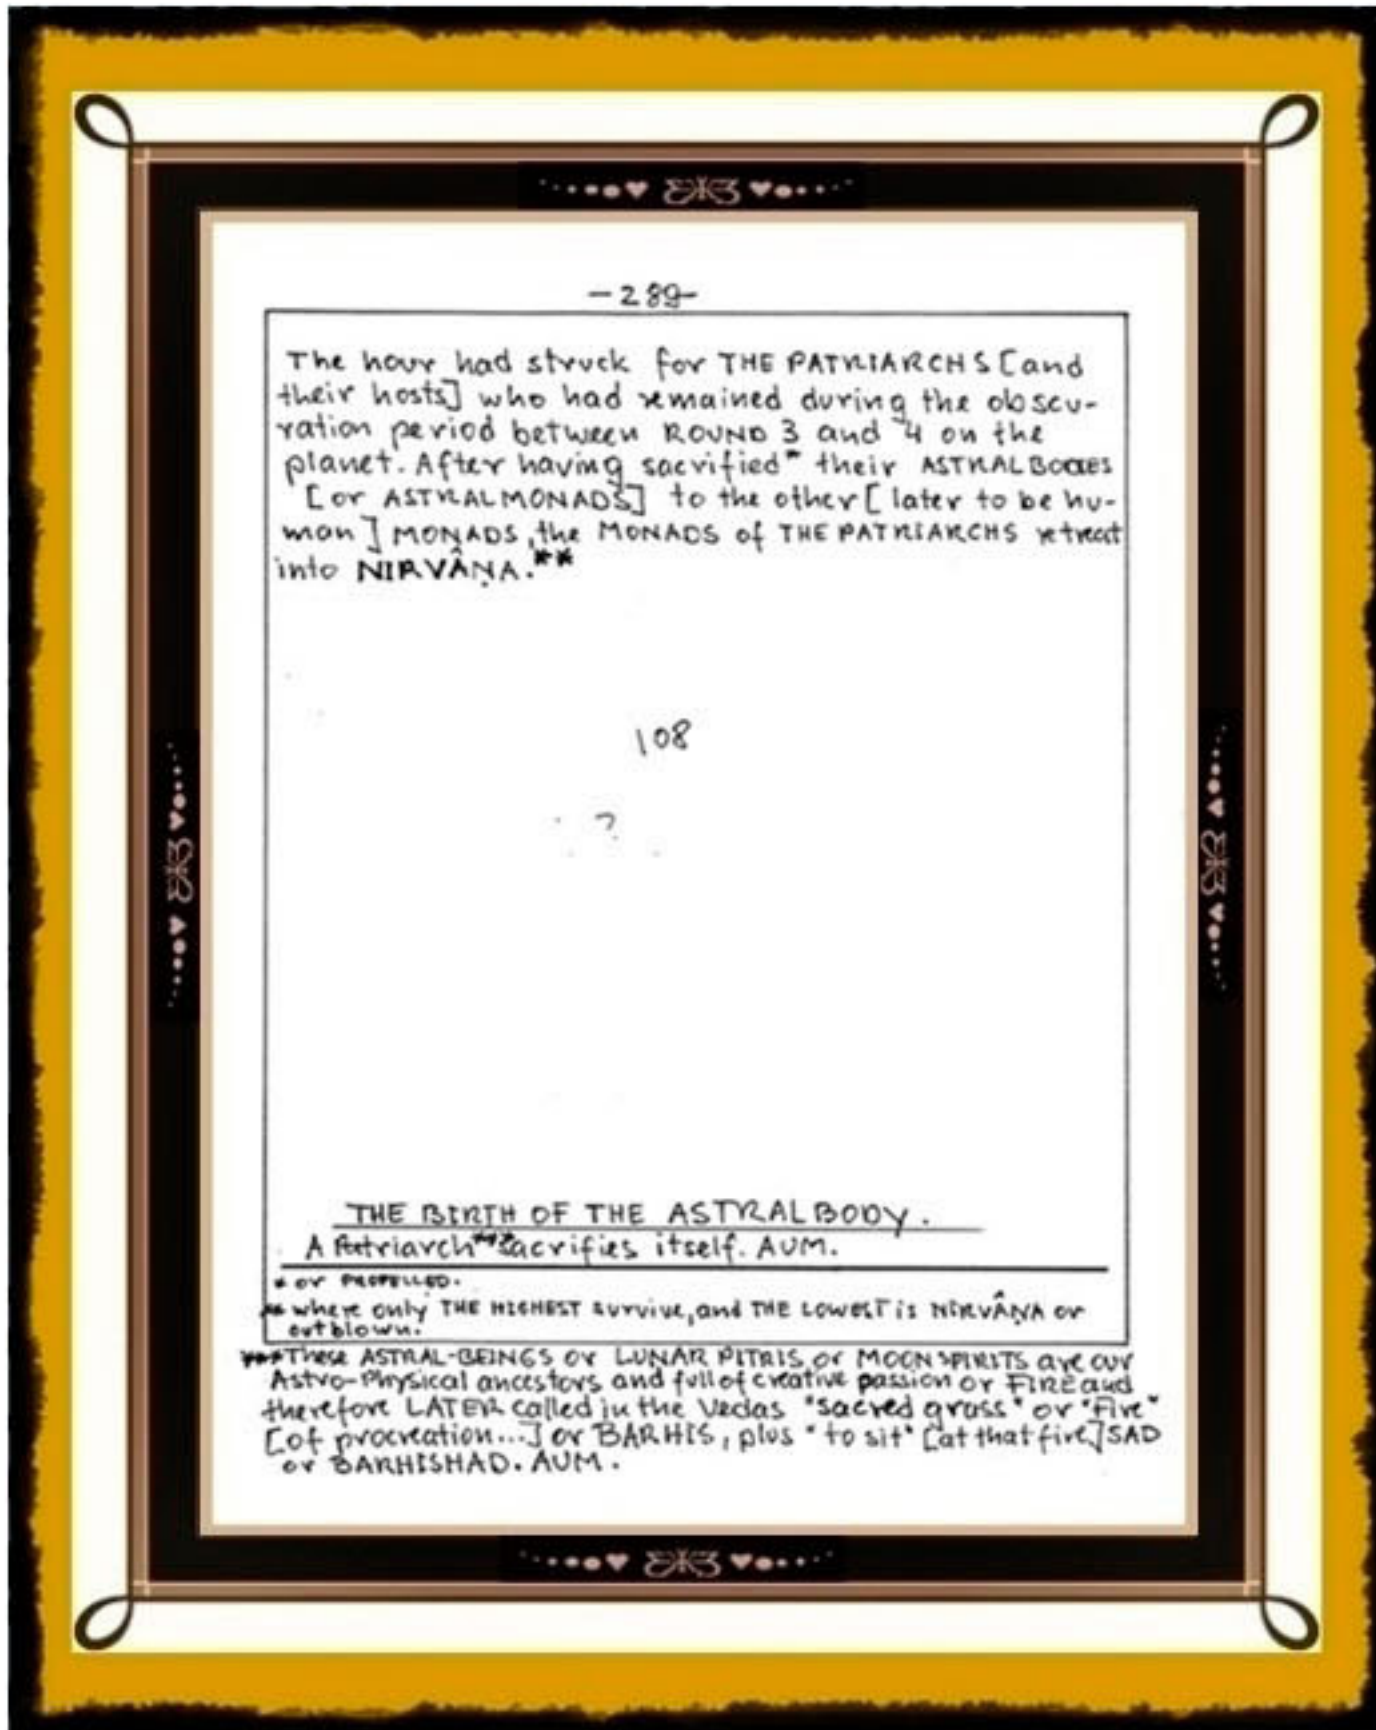 -289-
The hour had struck for THE PATRIARCHS [and
their hosts] who had remained during the obscu-
ration period between ROUND 3 and 4 on the
planet. After having sacrified* their ASTRAL BODIES
[or ASTRALMONADS] to the other [later to be hu-
man] MONADS, the MONADS of THE PATRIARCHS retreat
into NIRVÂṆA.**
108
?
THE BIRTH OF THE ASTRAL BODY.
A Patriarch***sacrifies itself. AUM.
* or PROPELLED.
** where only THE HIGHEST survive, and THE LOWEST is NIRVÂṆA or
outblown.
***These ASTRAL-BEINGS or LUNAR PITRIS or MOONSPIRITS are our
Astro-Physical ancestors and full of creative passion or FIRE and
therefore LATER called in the Vedas "sacred grass" or "Fire"
[of procreation...] or BARHIS, plus "to sit" [at that fire] SAD
or BARHISHAD. AUM.